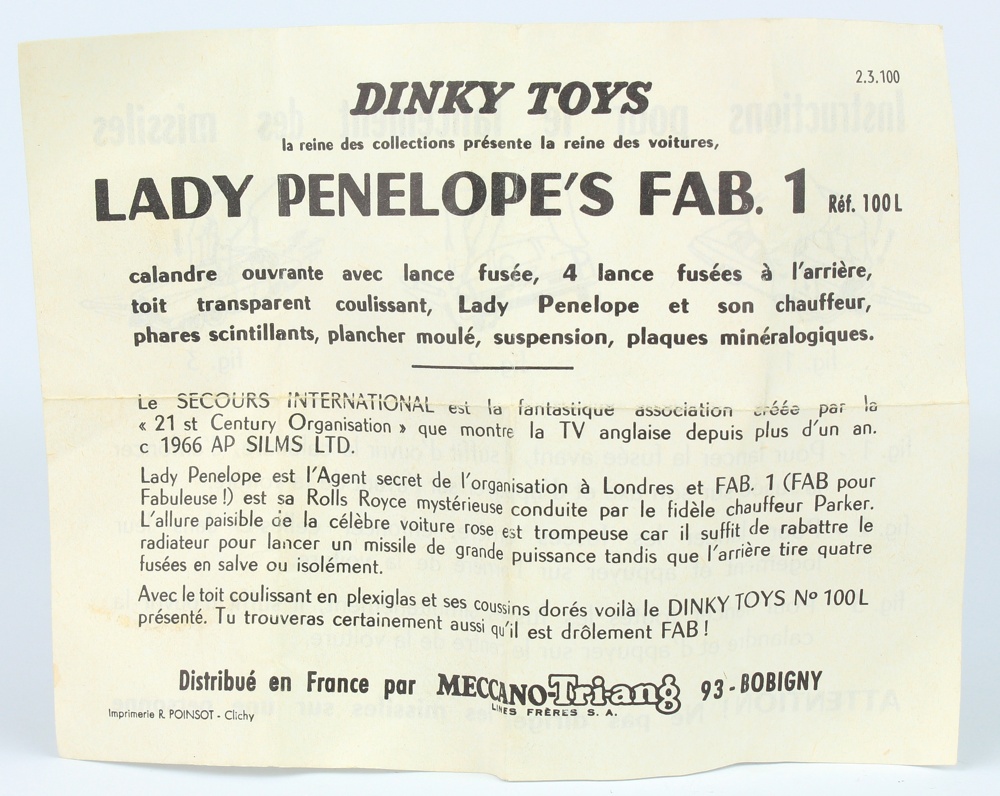 2.3.100
DINKY TOYS
la reine des collections présente la reine des voitures,
LADY PENELOPE'S FAB. 1 Réf. 100 L
calandre ouvrante avec lance fusée, 4 lance fusées à l'arrière,
toit transparent coulissant, Lady Penelope et son chauffeur,
phares scintillants, plancher moulé, suspension, plaques minéralogiques.
Le SECOURS INTERNATIONAL est la fantastique association créée par la
« 21 st Century Organisation » que montre la TV anglaise depuis plus d'un an.
c 1966 AP SILMS LTD.
Lady Penelope est l'Agent secret de l'organisation à Londres et FAB. 1 (FAB pour
Fabuleuse !) est sa Rolls Royce mystérieuse conduite par le fidèle chauffeur Parker.
L'allure paisible de la célèbre voiture rose est trompeuse car il suffit de rabattre le
radiateur pour lancer un missile de grande puissance tandis que l'arrière tire quatre
fusées en salve ou isolément.
Avec le toit coulissant en plexiglas et ses coussins dorés voilà le DINKY TOYS Nº 100 L
présenté. Tu trouveras certainement aussi qu'il est drôlement FAB !
Distribué en France par MECCANO-Tri-ang 93 - BOBIGNY
LINES FRÈRES S. A.
Imprimerie R. POINSOT - Clichy